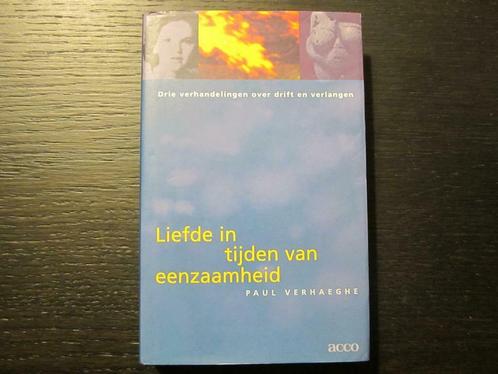 Drie verhandelingen over drift en verlangen
Liefde in
tijden van
eenzaamheid
PAUL VERHAEGHE
acco